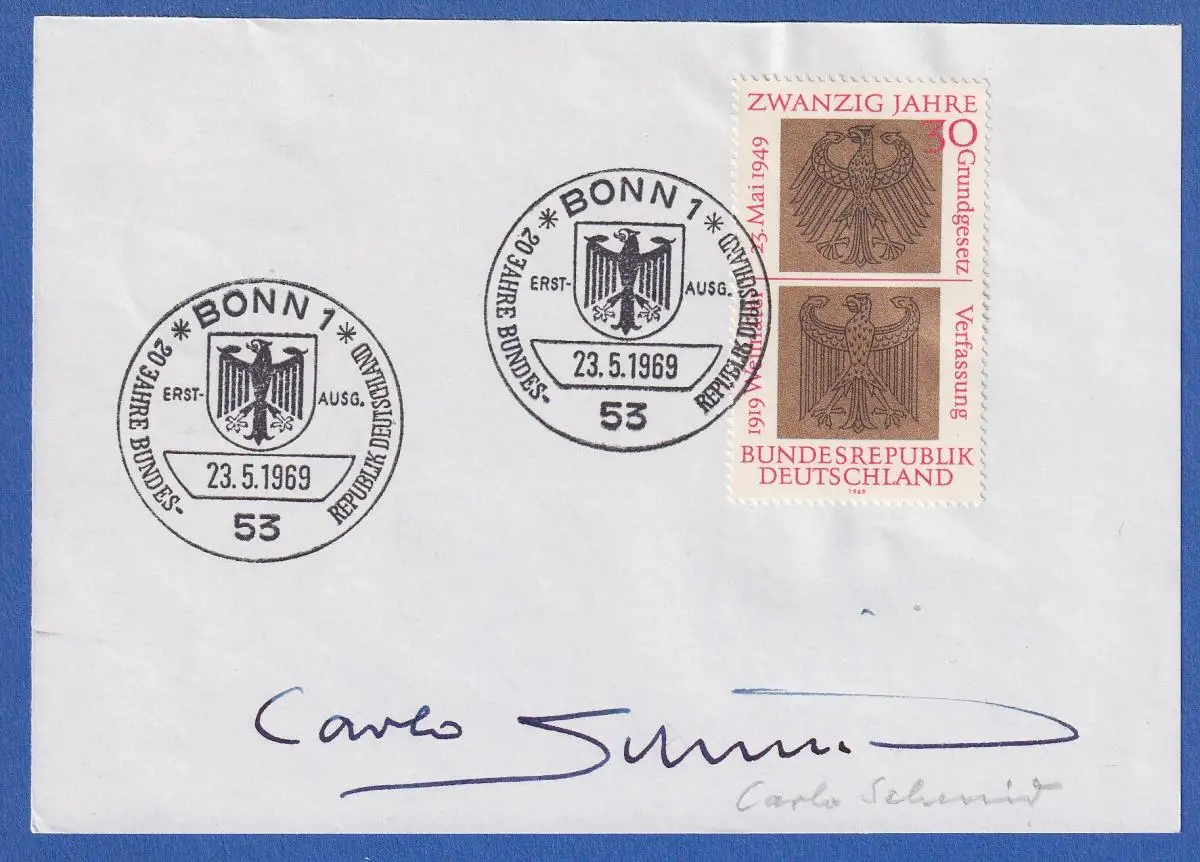 ZWANZIG JAHRE
30
23. Mai 1949
Grundgesetz
1919 Weimarer
Verfassung
BUNDESREPUBLIK
DEUTSCHLAND
1969
* BONN 1 *
20 JAHRE BUNDES-
REPUBLIK DEUTSCHLAND
ERST- AUSG.
23.5.1969
53
* BONN 1 *
20 JAHRE BUNDES-
REPUBLIK DEUTSCHLAND
ERST- AUSG.
23.5.1969
53
Carlo Schmid
Carlo Schmid